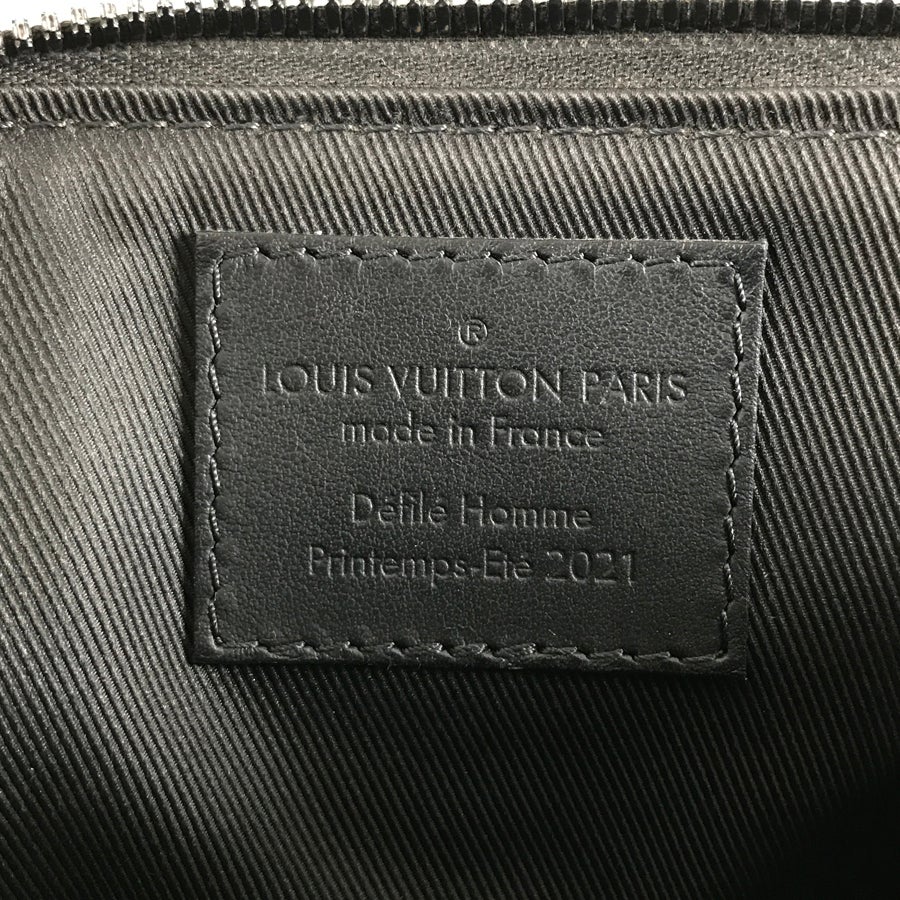 ®
LOUIS VUITTON PARIS
made in France
Défilé Homme
Printemps-Eté 2021